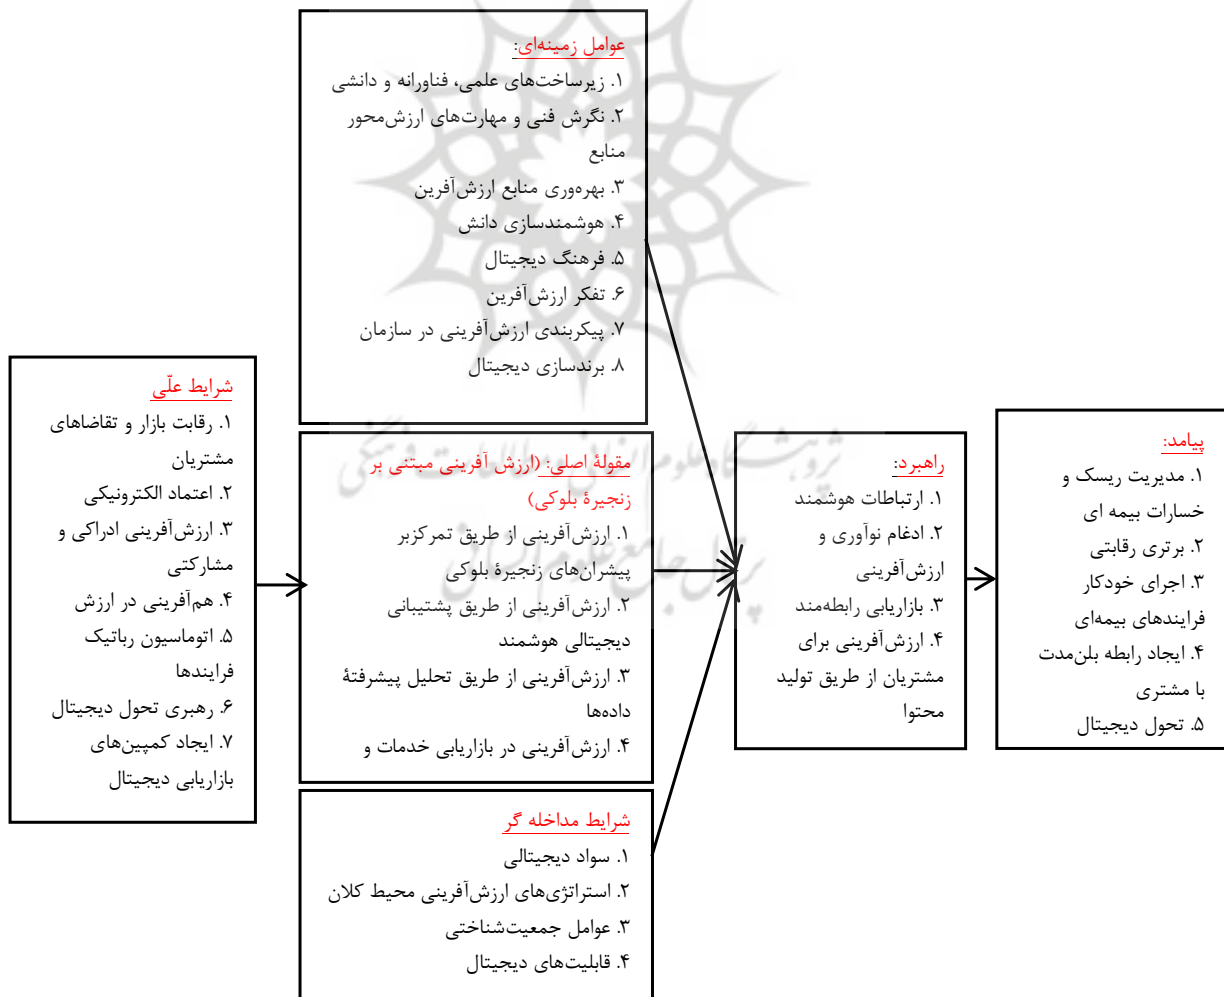 عوامل زمینه‌ای:
۱. زیرساخت‌های علمی، فناورانه و دانشی
۲. نگرش فنی و مهارت‌های ارزش‌محور
منابع
۳. بهره‌وری منابع ارزش‌آفرین
۴. هوشمندسازی دانش
۵. فرهنگ دیجیتال
۶. تفکر ارزش‌آفرین
۷. پیکربندی ارزش‌آفرینی در سازمان
۸. برندسازی دیجیتال
شرایط علّی
۱. رقابت بازار و تقاضاهای
مشتریان
۲. اعتماد الکترونیکی
۳. ارزش‌آفرینی ادراکی و
مشارکتی
۴. هم‌آفرینی در ارزش
۵. اتوماسیون رباتیک
فرایندها
۶. رهبری تحول دیجیتال
۷. ایجاد کمپین‌های
بازاریابی دیجیتال
مقولهٔ اصلی: (ارزش آفرینی مبتنی بر
زنجیرهٔ بلوکی)
۱. ارزش‌آفرینی از طریق تمرکزبر
پیشران‌های زنجیرهٔ بلوکی
۲. ارزش‌آفرینی از طریق پشتیبانی
دیجیتالی هوشمند
۳. ارزش‌آفرینی از طریق تحلیل پیشرفتهٔ
داده‌ها
۴. ارزش‌آفرینی در بازاریابی خدمات و
شرایط مداخله گر
۱. سواد دیجیتالی
۲. استراتژی‌های ارزش‌آفرینی محیط کلان
۳. عوامل جمعیت‌شناختی
۴. قابلیت‌های دیجیتال
راهبرد:
۱. ارتباطات هوشمند
۲. ادغام نوآوری و
ارزش‌آفرینی
۳. بازاریابی رابطه‌مند
۴. ارزش‌آفرینی برای
مشتریان از طریق تولید
محتوا
پیامد:
۱. مدیریت ریسک و
خسارات بیمه ای
۲. برتری رقابتی
۳. اجرای خودکار
فرایندهای بیمه‌ای
۴. ایجاد رابطه بلن‌مدت
با مشتری
۵. تحول دیجیتال
پژوهشگاه علوم انسانی و مطالعات فرهنگی
پرتال جامع علوم انسانی